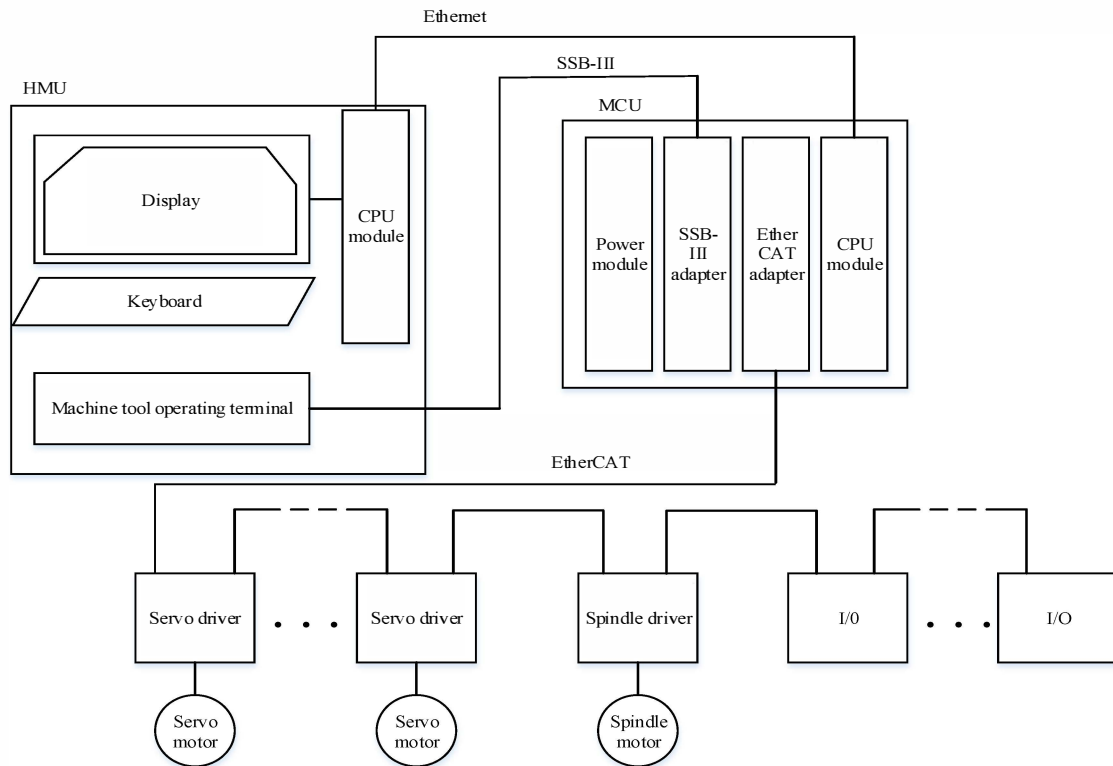 Ethernet
SSB-III
HMU
MCU
Display
CPU
module
Keyboard
Machine tool operating terminal
Power
module
SSB-
III
adapter
Ether
CAT
adapter
CPU
module
EtherCAT
Servo driver
Servo driver
Spindle driver
I/0
I/O
Servo
motor
Servo
motor
Spindle
motor